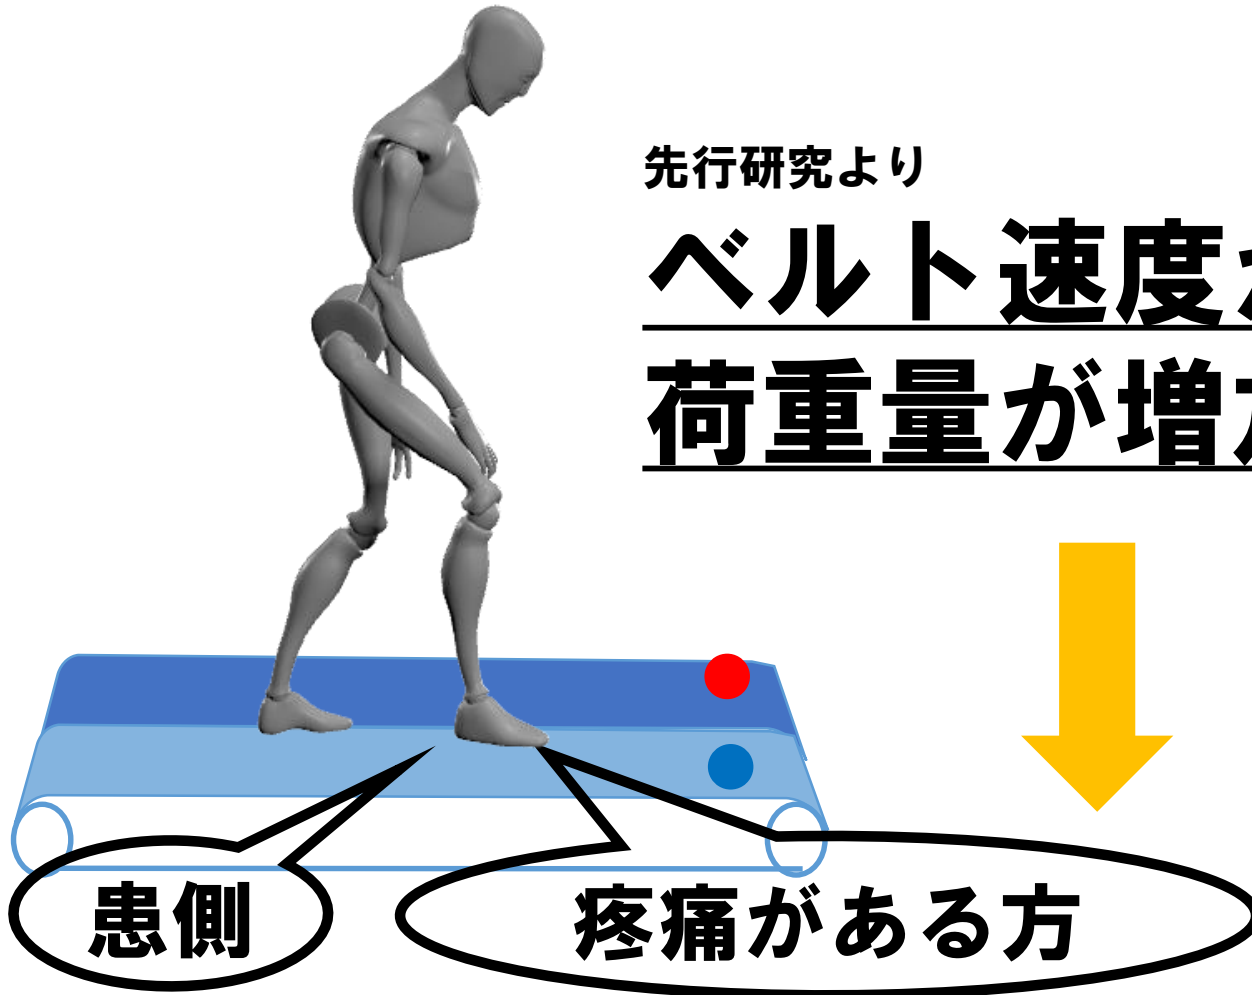 先行研究より
ベルト速度
荷重量が増
患側
疼痛がある方